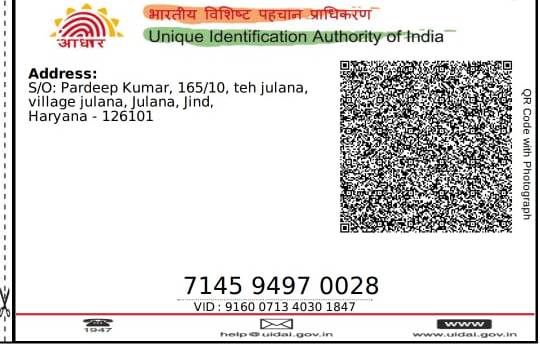 भारतीय विशिष्ट पहचान प्राधिकरण
Unique Identification Authority of India
आधार
Address:
S/O: Pardeep Kumar, 165/10, teh julana,
village julana, Julana, Jind,
Haryana - 126101
QR Code with Photograph
7145 9497 0028
VID : 9160 0713 4030 1847
1947
help@uidai.gov.in
www
www.uidai.gov.in